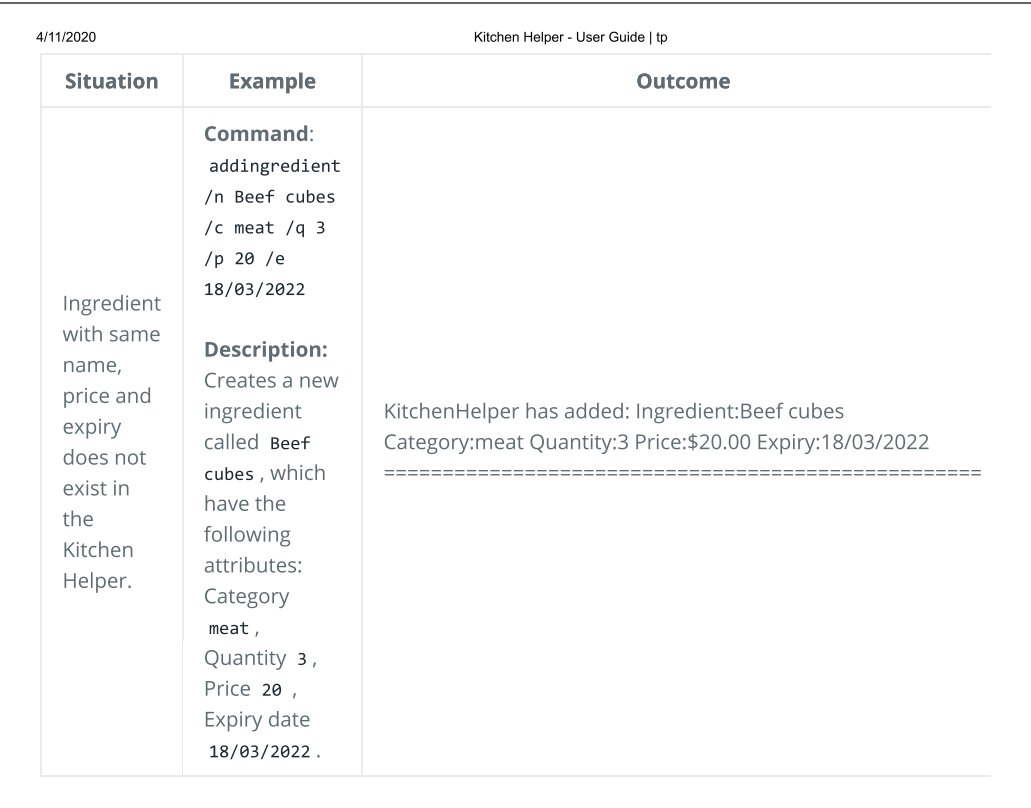 4/11/2020
Kitchen Helper - User Guide | tp
Situation
Example
Outcome
Ingredient
with same
name,
price and
expiry
does not
exist in
the
Kitchen
Helper.
Command:
addingredient
/n Beef cubes
/c meat /q 3
/p 20 /e
18/03/2022
Description:
Creates a new
ingredient
called Beef
cubes , which
have the
following
attributes:
Category
meat ,
Quantity 3 ,
Price 20 ,
Expiry date
18/03/2022 .
KitchenHelper has added: Ingredient:Beef cubes
Category:meat Quantity:3 Price:$20.00 Expiry:18/03/2022
===================================================